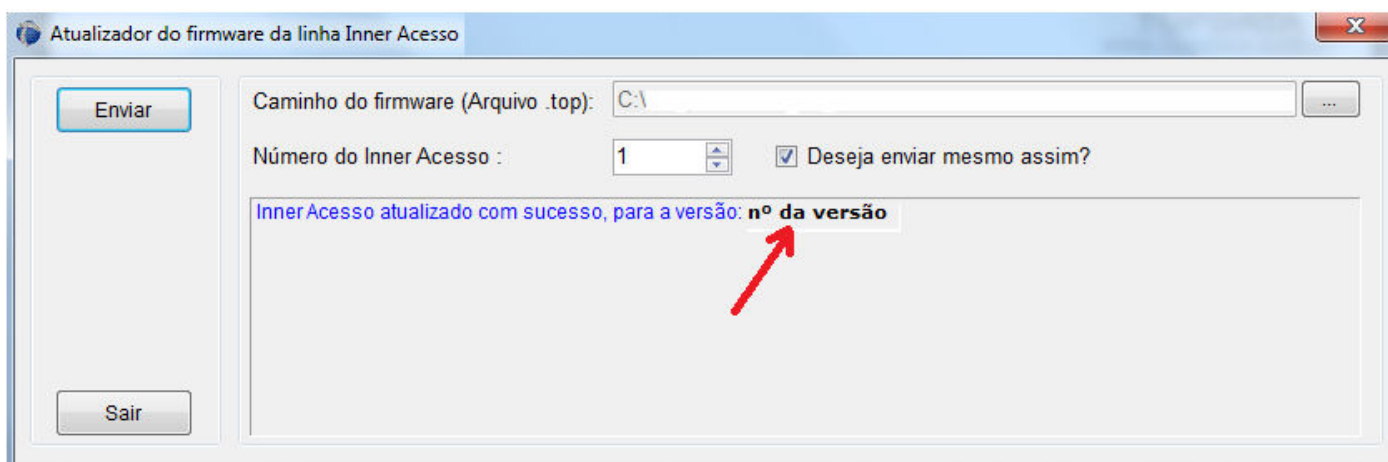 Atualizador do firmware da linha Inner Acesso
Enviar
Caminho do firmware (Arquivo .top): C:\ ...
Número do Inner Acesso : 1 Deseja enviar mesmo assim?
Inner Acesso atualizado com sucesso, para a versão: nº da versão
Sair